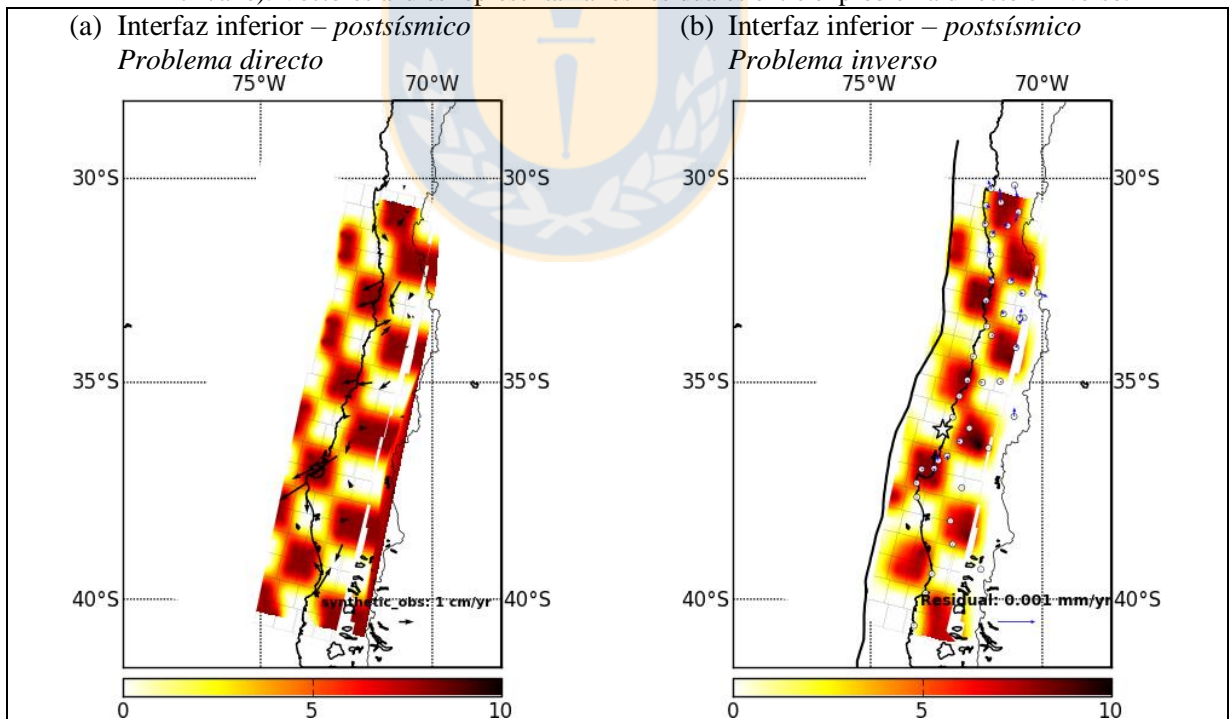 (a) Interfaz inferior – postsísmico
Problema directo
75°W 70°W
30°S 30°S
35°S 35°S
40°S 40°S
synthetic_obs: 1 cm/yr
0 5 10
(b) Interfaz inferior – postsísmico
Problema inverso
75°W 70°W
30°S 30°S
35°S 35°S
40°S 40°S
Residual: 0.001 mm/yr
0 5 10